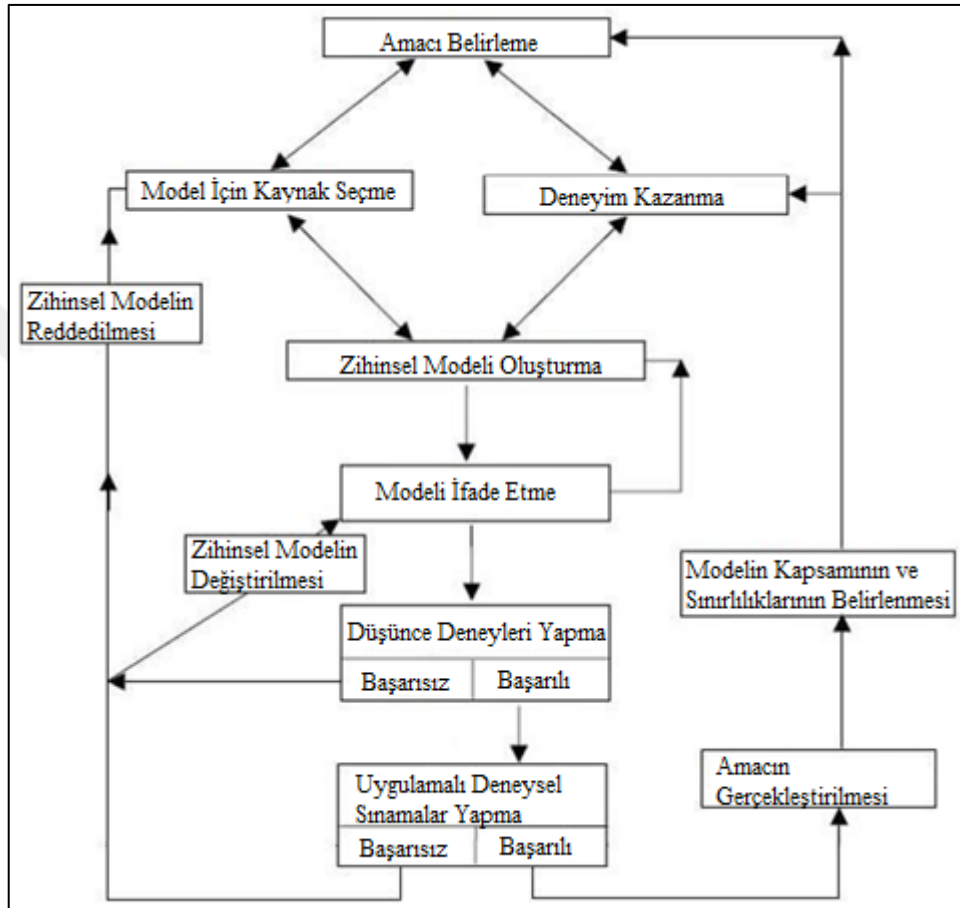 Amacı Belirleme
Model İçin Kaynak Seçme
Deneyim Kazanma
Zihinsel Modelin
Reddedilmesi
Zihinsel Modeli Oluşturma
Modeli İfade Etme
Zihinsel Modelin
Değiştirilmesi
Modelin Kapsamının ve
Sınırlılıklarının Belirlenmesi
Düşünce Deneyleri Yapma
Başarısız
Başarılı
Uygulamalı Deneysel
Sınamalar Yapma
Başarısız
Başarılı
Amacın
Gerçekleştirilmesi